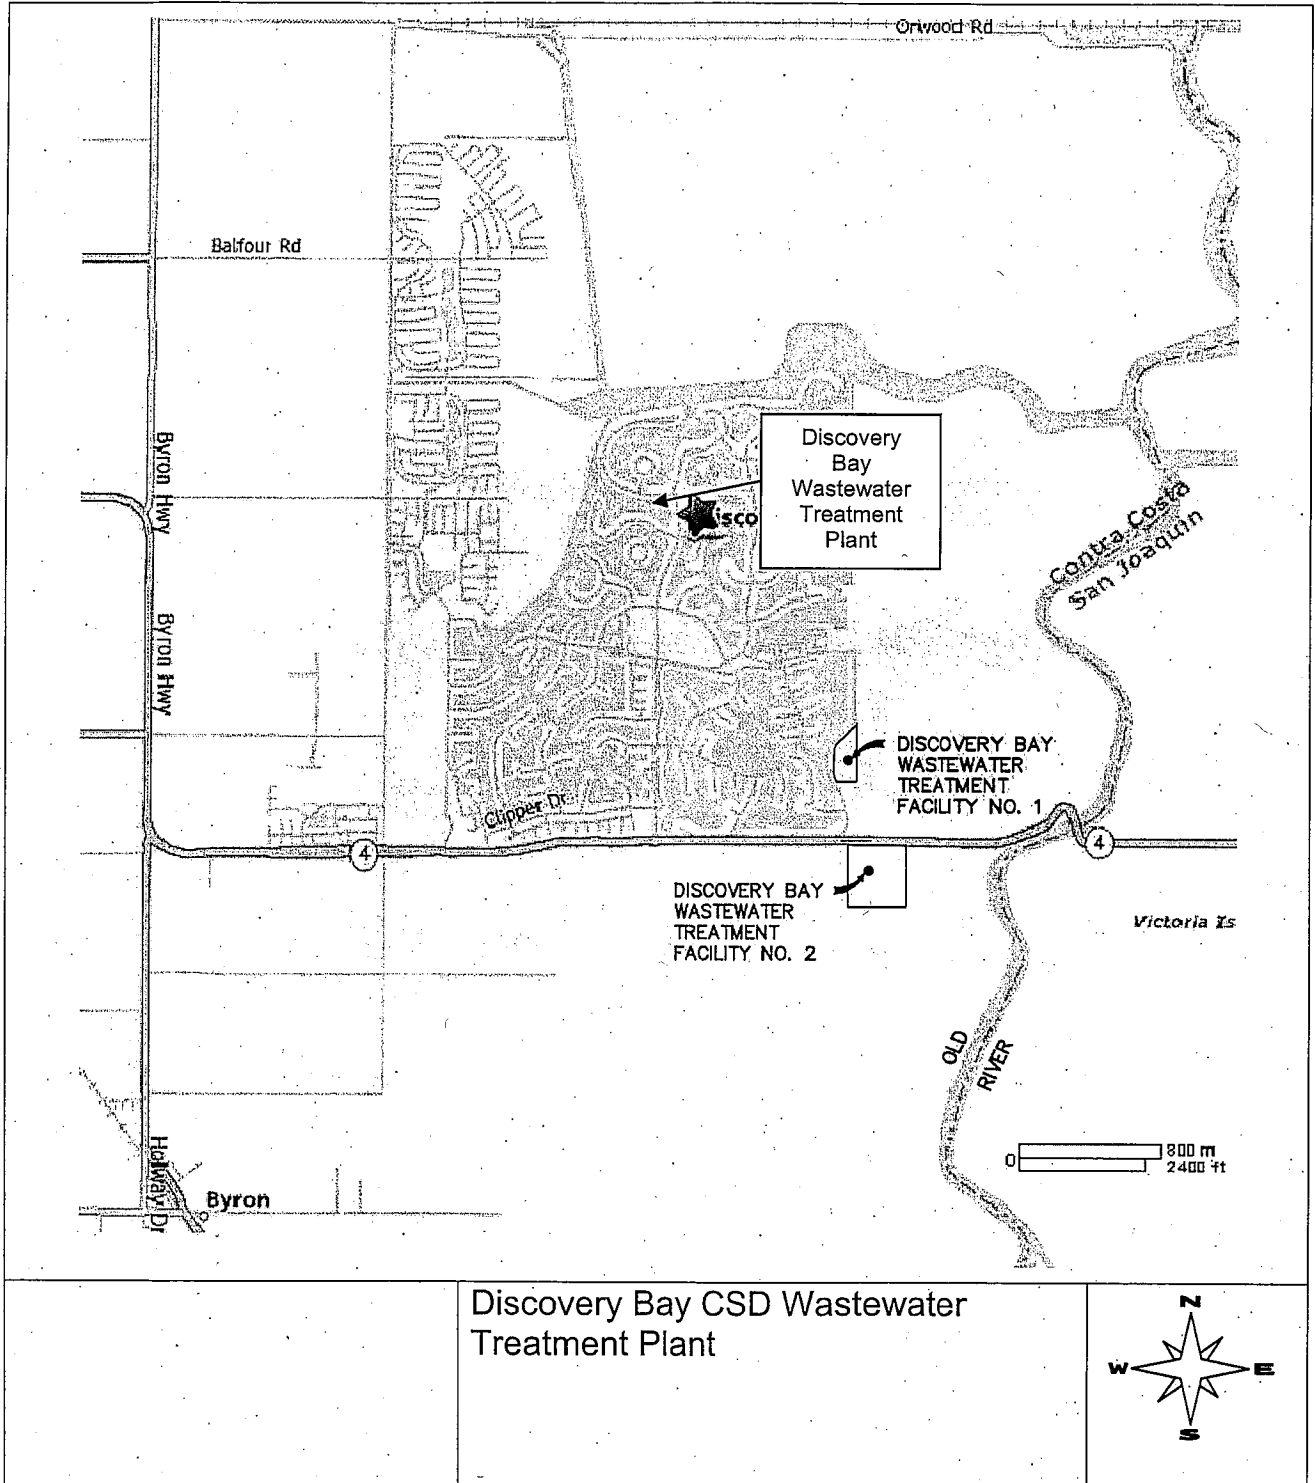 Orwood Rd
Balfour Rd
Byron Hwy
Discovery
Bay
Wastewater
Treatment
Plant
isco
Contra Costa
San Joaquin
Byron Hwy
DISCOVERY BAY
WASTEWATER
TREATMENT
FACILITY NO. 1
Clipper Dr
4
4
DISCOVERY BAY
WASTEWATER
TREATMENT
FACILITY NO. 2
Victoria Is
OLD
RIVER
0
800 m
2400 ft
Holway Dr
Byron
Discovery Bay CSD Wastewater
Treatment Plant
N
W
E
S